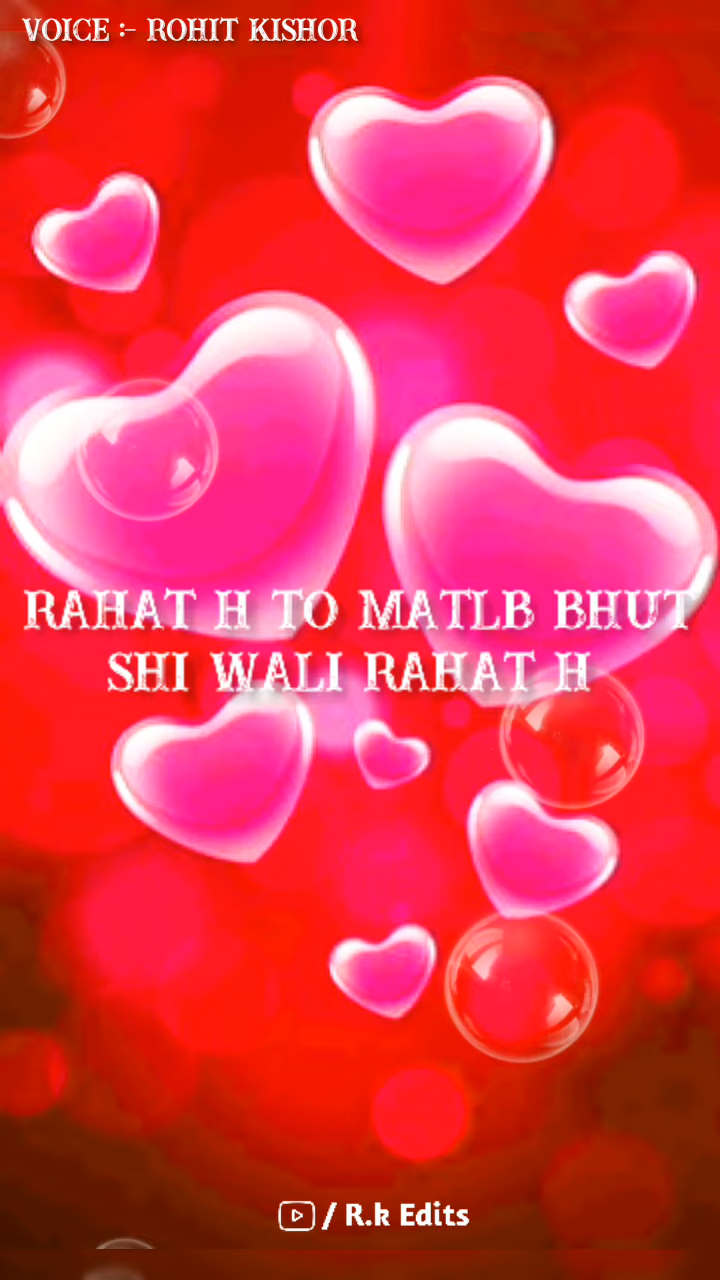 VOICE :- ROHIT KISHOR
RAHAT H TO MATLB BHUT
SHI WALI RAHAT H
/ R.k Edits